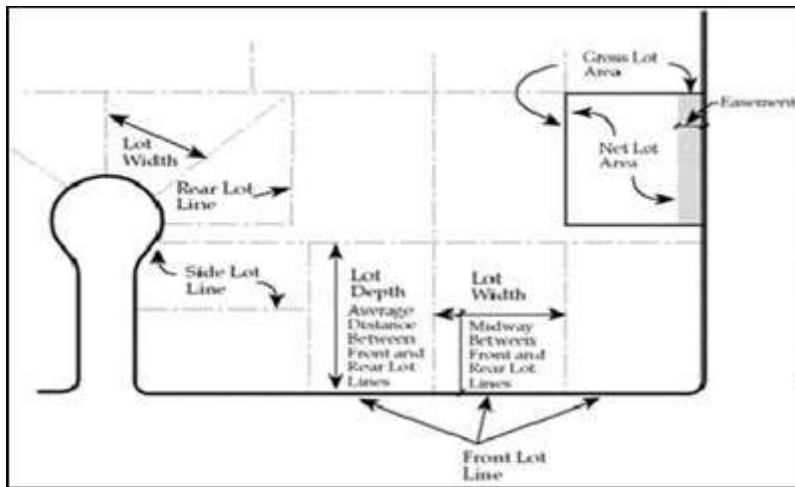 Gross Lot
Area
Easement
Lot
Width
Net Lot
Area
Rear Lot
Line
Side Lot
Line
Lot
Depth
Average
Distance
Between
Front and
Rear Lot
Lines
Lot
Width
Midway
Between
Front and
Rear Lot
Lines
Front Lot
Line